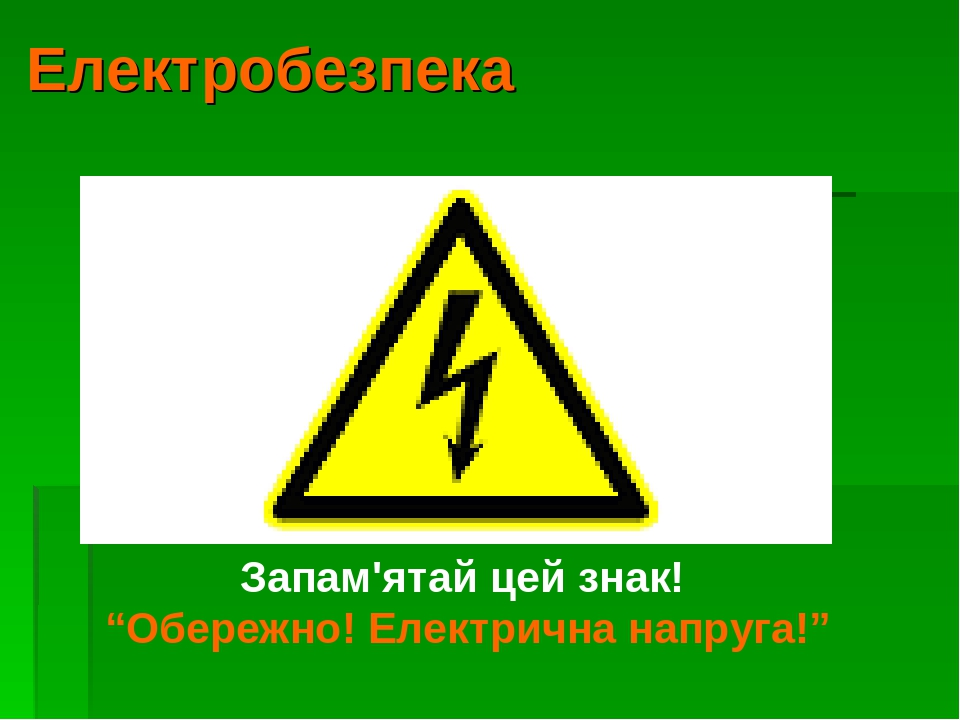 Електробезпека
Запам'ятай цей знак!
“Обережно! Електрична напруга!”